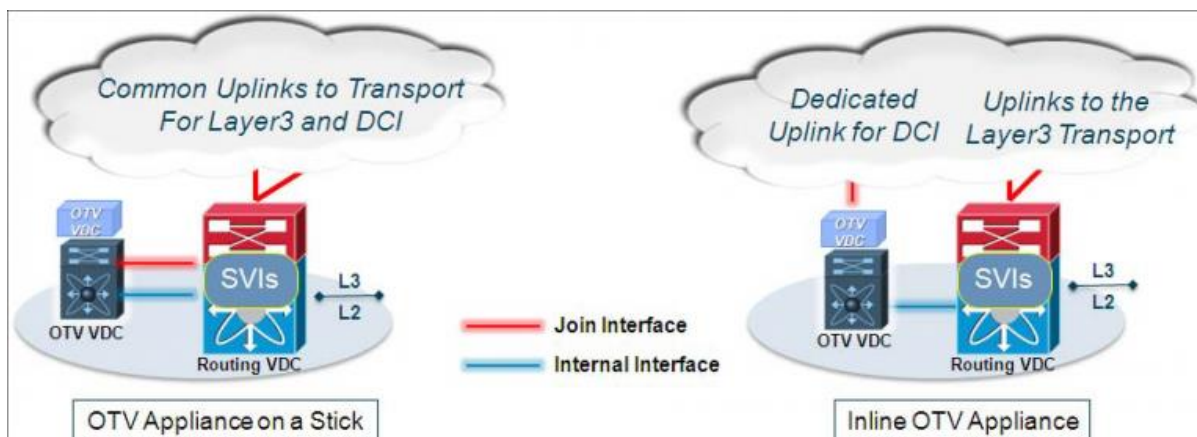 Common Uplinks to Transport
For Layer3 and DCI
OTV
VDC
SVIs
L3
L2
OTV VDC
Routing VDC
OTV Appliance on a Stick
Join Interface
Internal Interface
Dedicated
Uplink for DCI
Uplinks to the
Layer3 Transport
OTV
VDC
SVIs
L3
L2
OTV VDC
Routing VDC
Inline OTV Appliance